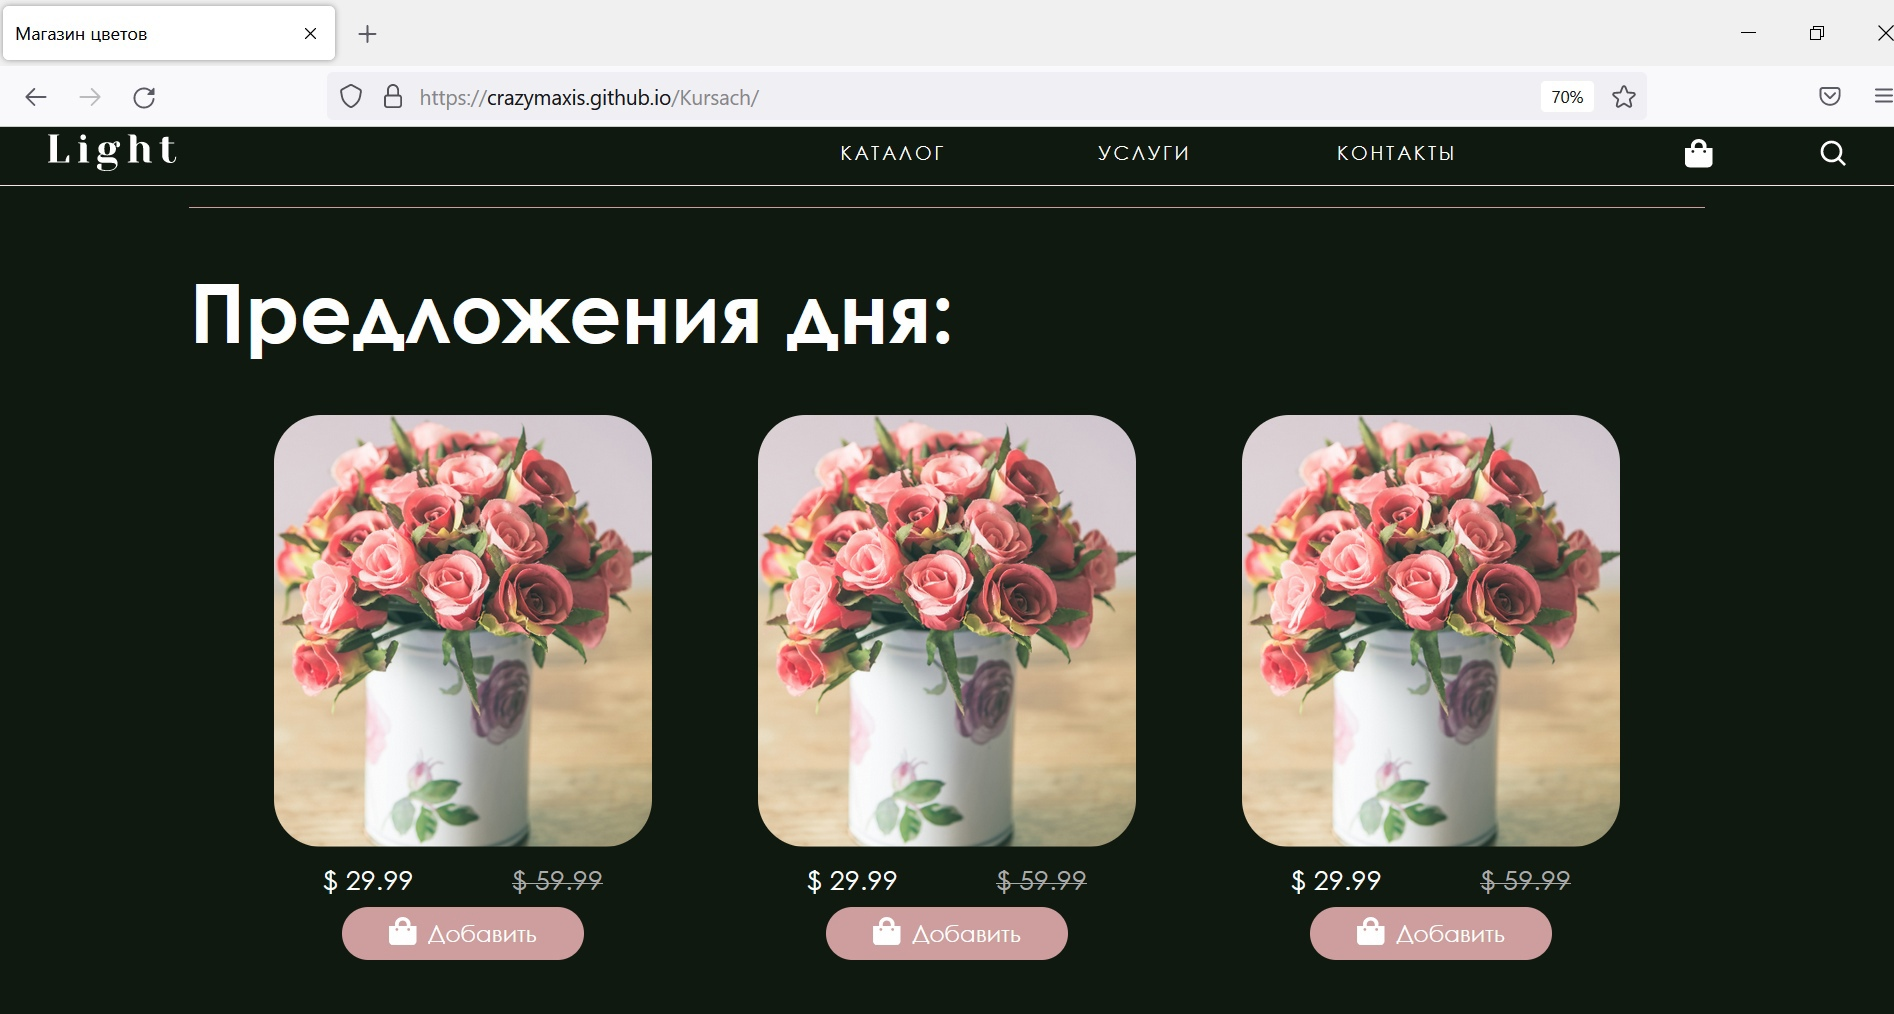 Магазин цветов
https://crazymaxis.github.io/Kursach/
70%
Light
КАТАЛОГ
УСЛУГИ
КОНТАКТЫ
Предложения дня:
$ 29.99 $ 59.99
$ 29.99 $ 59.99
$ 29.99 $ 59.99
Добавить
Добавить
Добавить